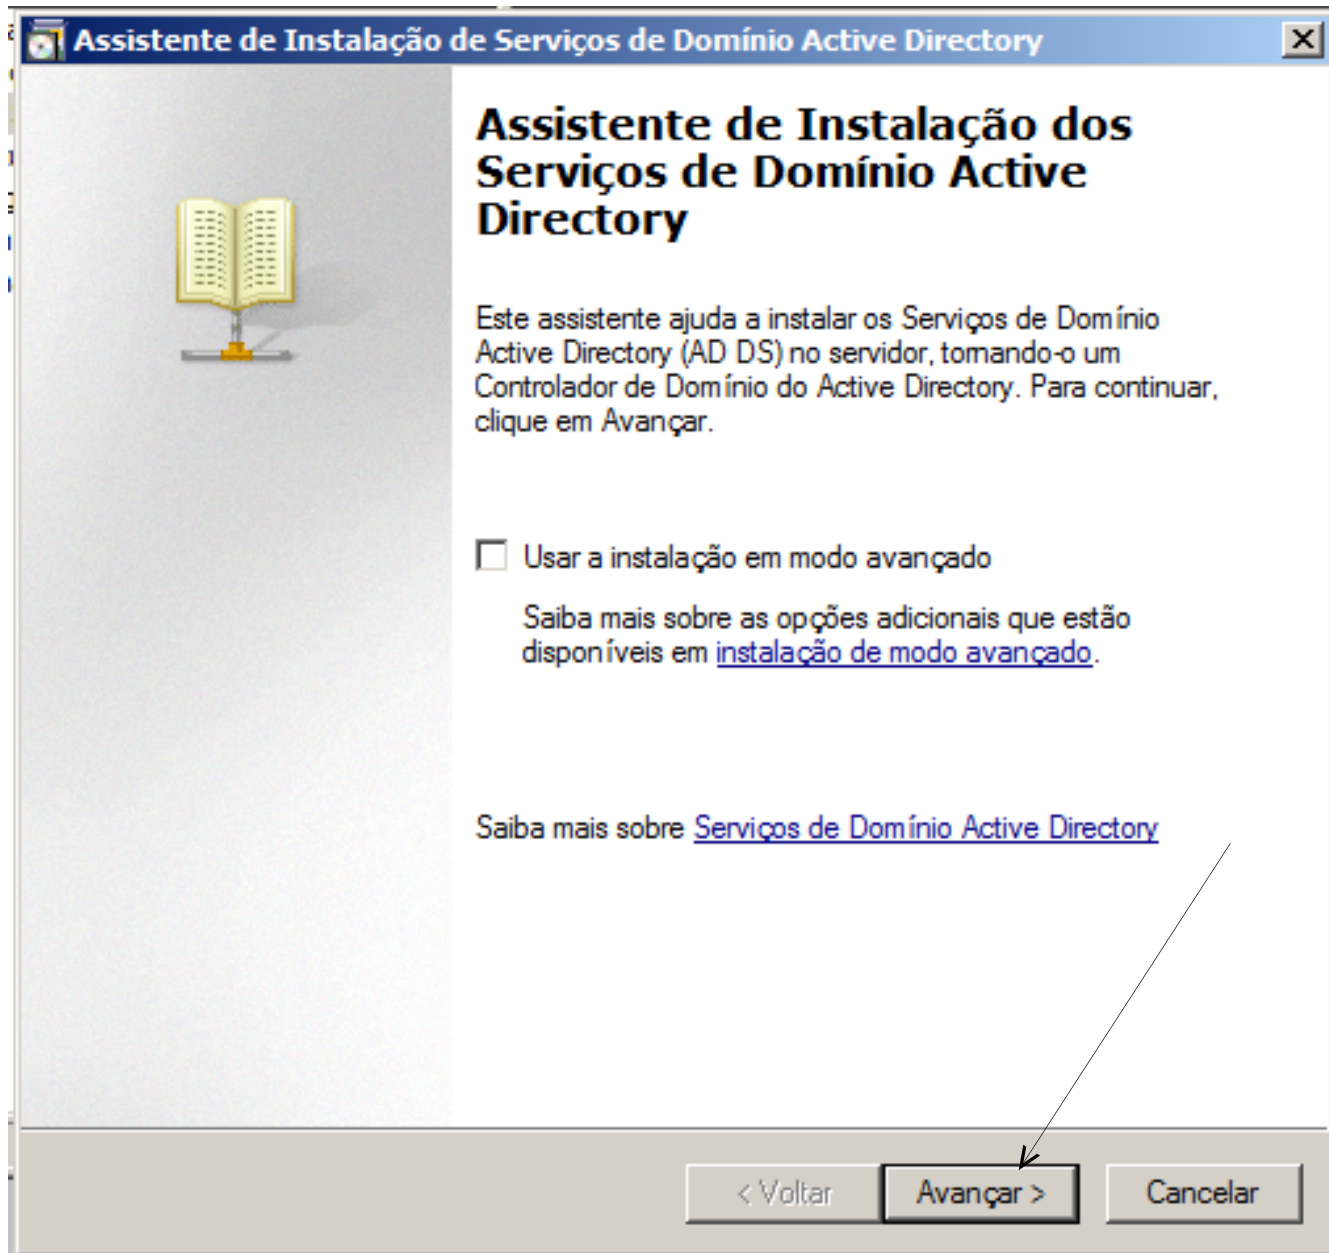 Assistente de Instalação de Serviços de Domínio Active Directory
Assistente de Instalação dos
Serviços de Domínio Active
Directory
Este assistente ajuda a instalar os Serviços de Domínio
Active Directory (AD DS) no servidor, tornando-o um
Controlador de Domínio do Active Directory. Para continuar,
clique em Avançar.
Usar a instalação em modo avançado
Saiba mais sobre as opções adicionais que estão
disponíveis em instalação de modo avançado.
Saiba mais sobre Serviços de Domínio Active Directory
< Voltar
Avançar >
Cancelar